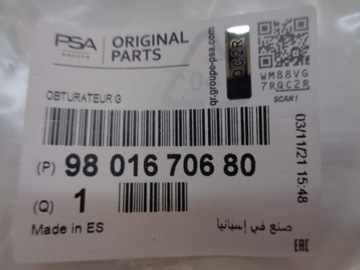 PSA
GROUPE
ORIGINAL
PARTS
qr.groupe-psa.com
QC2R
WM88VG
7RQC2R
SCAN !
OBTURATEUR G
(P) 98 016 706 80
(Q) 1
03/11/21 15:48
Made in ES
صنع في إسبانيا
EAC